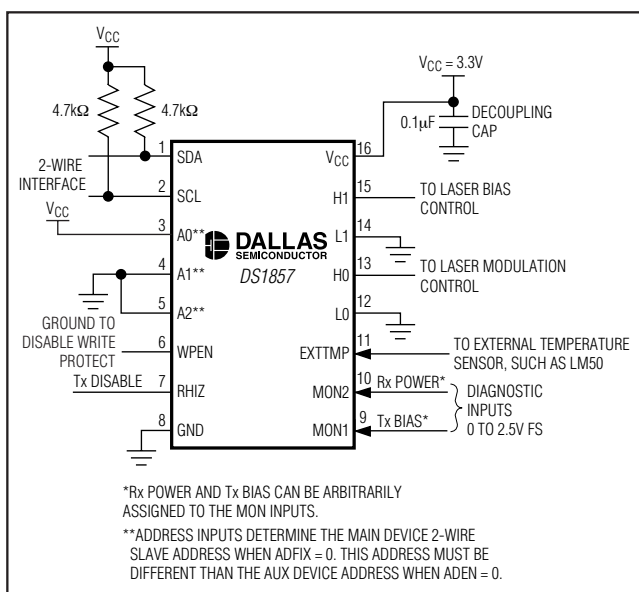 VCC
VCC = 3.3V
4.7kΩ
4.7kΩ
0.1µF
DECOUPLING
CAP
2-WIRE
INTERFACE
1
SDA
2
SCL
VCC
3
A0**
4
A1**
5
A2**
GROUND TO
DISABLE WRITE
PROTECT
6
WPEN
Tx DISABLE
7
RHIZ
8
GND
DALLAS
SEMICONDUCTOR
DS1857
VCC
16
H1
15
TO LASER BIAS
CONTROL
L1
14
H0
13
TO LASER MODULATION
CONTROL
L0
12
EXTTMP
11
TO EXTERNAL TEMPERATURE
SENSOR, SUCH AS LM50
MON2
10
Rx POWER*
MON1
9
Tx BIAS*
DIAGNOSTIC
INPUTS
0 TO 2.5V FS
*Rx POWER AND Tx BIAS CAN BE ARBITRARILY
ASSIGNED TO THE MON INPUTS.
**ADDRESS INPUTS DETERMINE THE MAIN DEVICE 2-WIRE
SLAVE ADDRESS WHEN ADFIX = 0. THIS ADDRESS MUST BE
DIFFERENT THAN THE AUX DEVICE ADDRESS WHEN ADEN = 0.